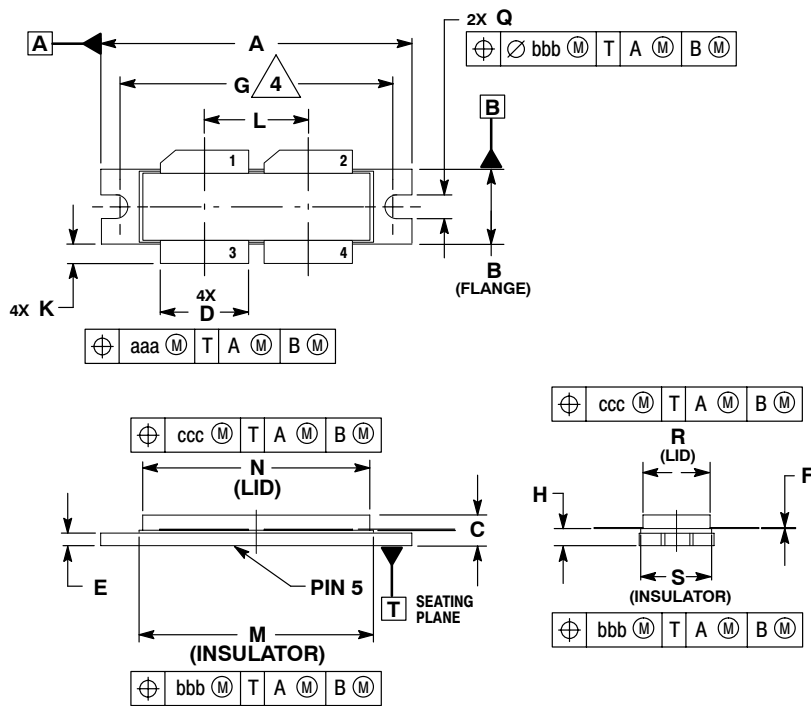 A
A
2X Q
⌖ ∅ bbb Ⓜ T A Ⓜ B Ⓜ
G 4
L
B
1
2
3
4
B
(FLANGE)
4X K
4X
D
⌖ aaa Ⓜ T A Ⓜ B Ⓜ
⌖ ccc Ⓜ T A Ⓜ B Ⓜ
N
(LID)
C
E
PIN 5
T SEATING
PLANE
M
(INSULATOR)
⌖ bbb Ⓜ T A Ⓜ B Ⓜ
⌖ ccc Ⓜ T A Ⓜ B Ⓜ
R
(LID)
H
F
S
(INSULATOR)
⌖ bbb Ⓜ T A Ⓜ B Ⓜ